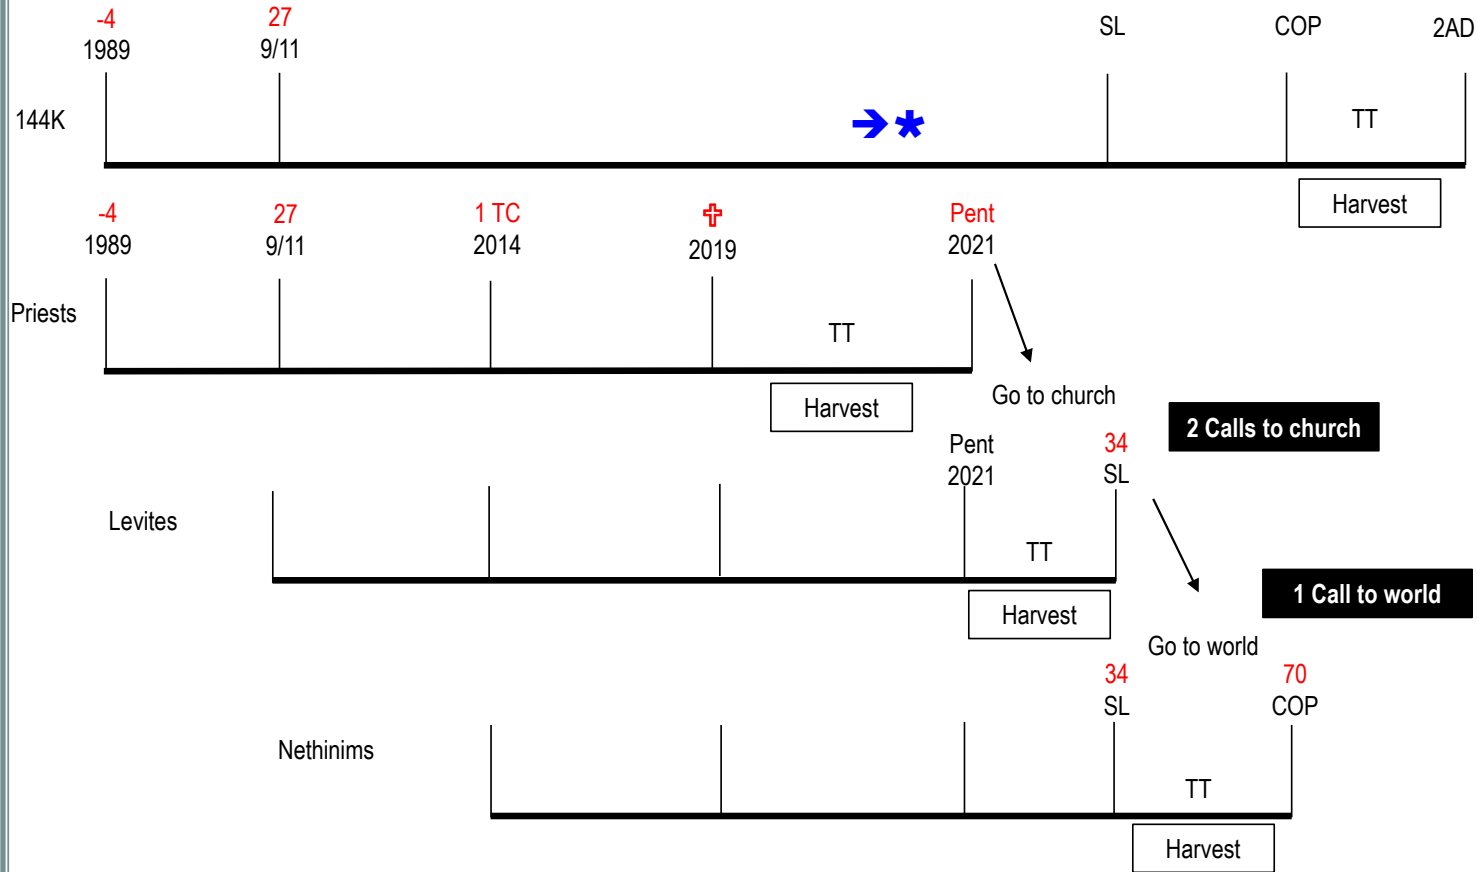 -4
1989
27
9/11
SL
COP
2AD
144K
TT
Harvest
-4
1989
27
9/11
1 TC
2014
2019
Pent
2021
Priests
TT
Harvest
Go to church
2 Calls to church
Pent
2021
34
SL
Levites
TT
Harvest
1 Call to world
Go to world
34
SL
70
COP
Nethinims
TT
Harvest